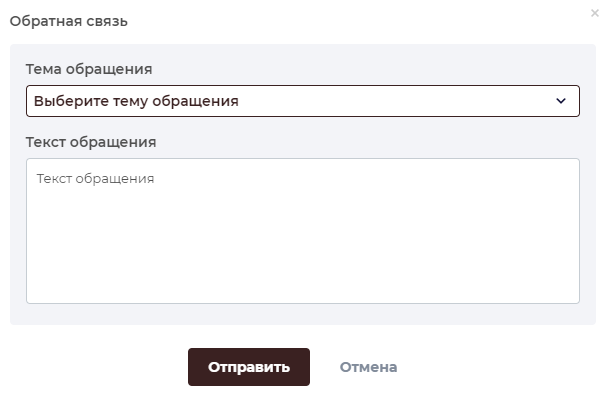 Обратная связь
×
Тема обращения
Выберите тему обращения
Текст обращения
Текст обращения
Отправить
Отмена